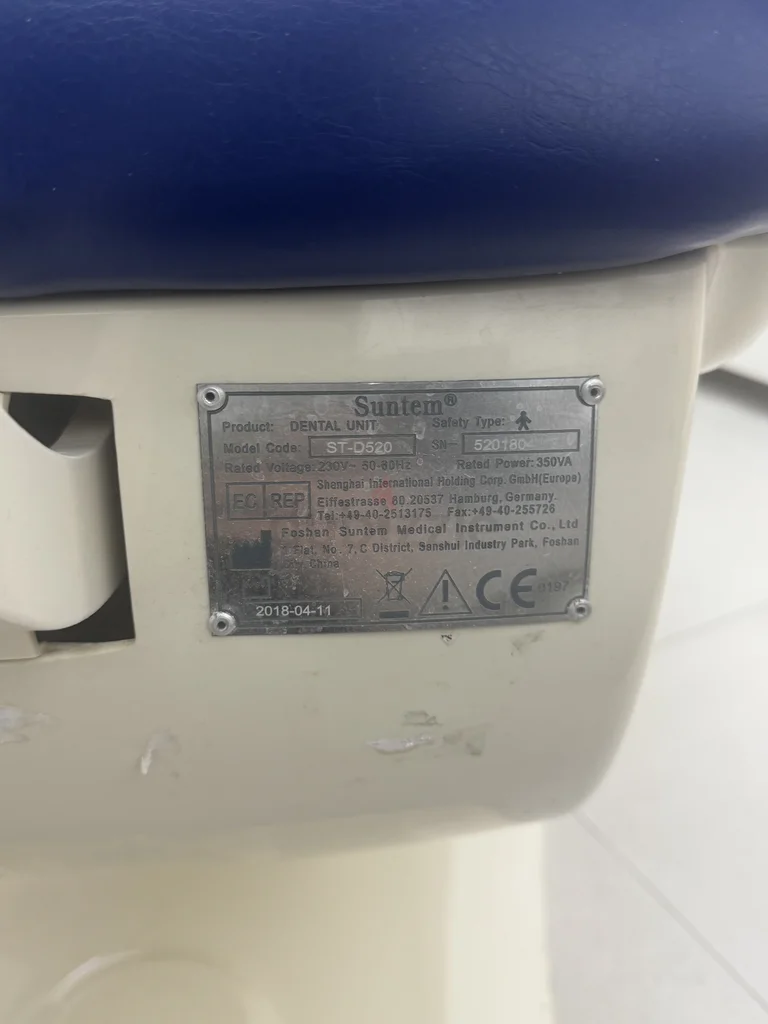 Suntem®
Product: DENTAL UNIT Safety Type:
Model Code: ST-D520 SN— 520180
Rated Voltage: 230V~ 50-60Hz Rated Power: 350VA
EC REP
Shanghai International Holding Corp. GmbH(Europe)
Eiffestrasse 80.20537 Hamburg, Germany.
Tel:+49-40-2513175 Fax:+49-40-255726
Foshan Suntem Medical Instrument Co., Ltd
Flat, No. 7, C District, Sanshui Industry Park, Foshan
China
2018-04-11 CE 0197